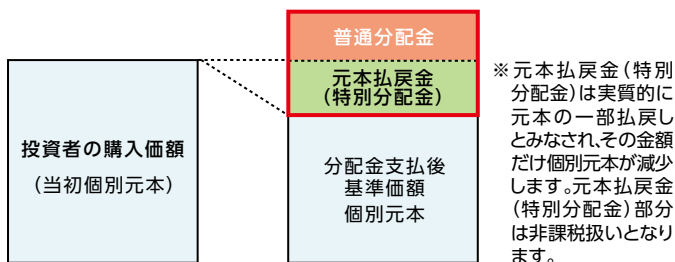 普通分配金
元本払戻金
(特別分配金)
投資者の購入価額
(当初個別元本)
分配金支払後
基準価額
個別元本
※元本払戻金(特別
分配金)は実質的に
元本の一部払戻し
とみなされ、その金額
だけ個別元本が減少
します。元本払戻金
(特別分配金)部分
は非課税扱いとなり
ます。